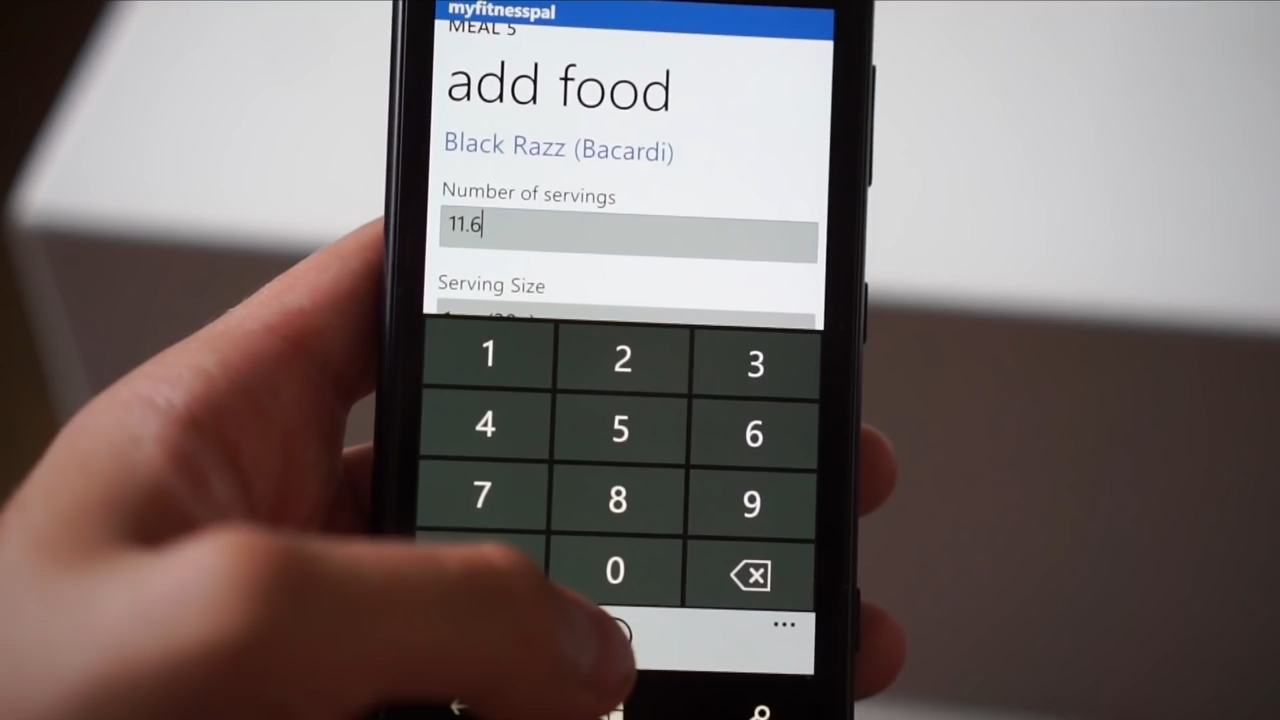 myfitnesspal
MEAL 5
add food
Black Razz (Bacardi)
Number of servings
11.6
Serving Size
1 2 3
4 5 6
7 8 9
0